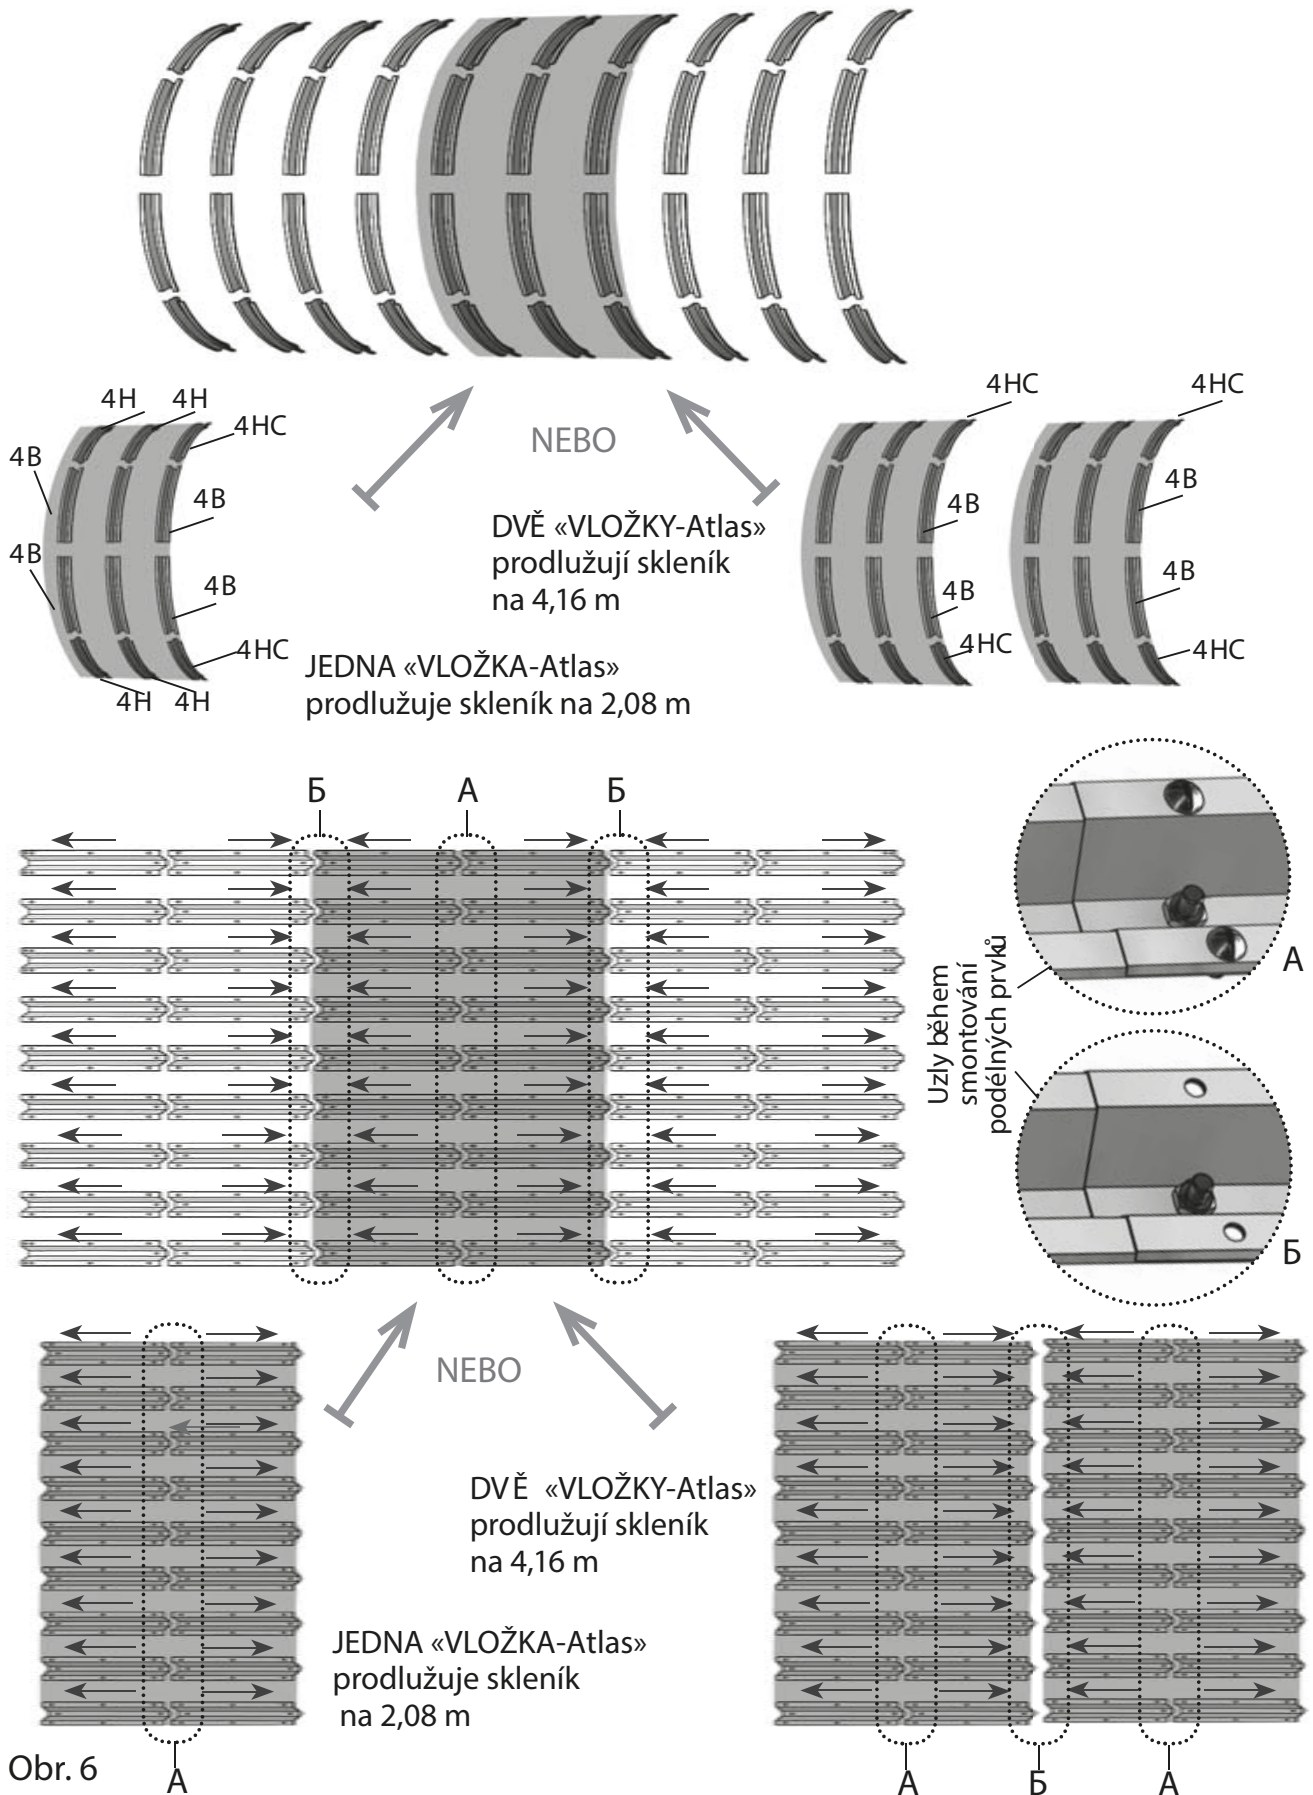 4H
4H
4HC
4B
4B
4B
4B
4HC
4H
4H
NEBO
DVĚ «VLOŽKY-Atlas»
prodlužují skleník
na 4,16 m
JEDNA «VLOŽKA-Atlas»
prodlužuje skleník na 2,08 m
4HC
4HC
4B
4B
4B
4B
4HC
4HC
Б
А
Б
Uzly během
smontování
podélných prvků
А
Б
NEBO
DVĚ «VLOŽKY-Atlas»
prodlužují skleník
na 4,16 m
JEDNA «VLOŽKA-Atlas»
prodlužuje skleník
na 2,08 m
Obr. 6
А
А
Б
А